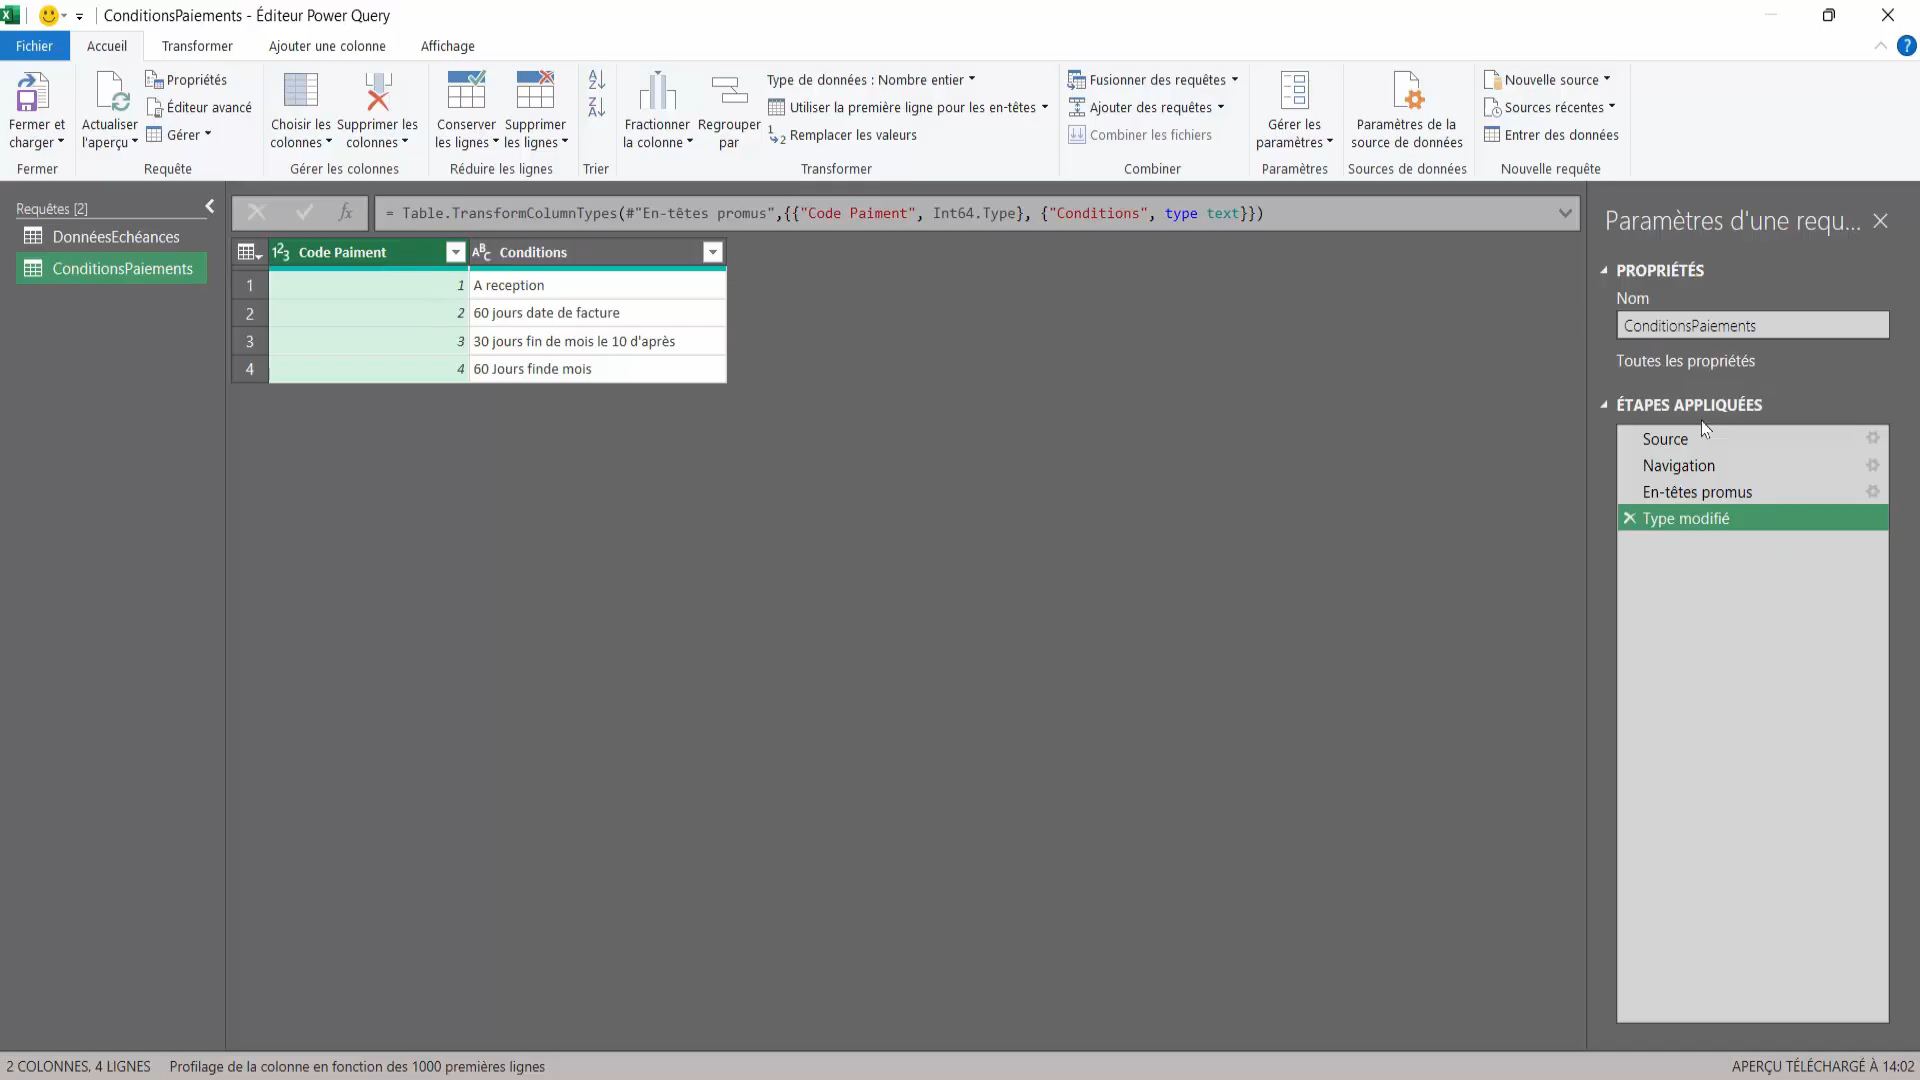 ConditionsPaiements - Éditeur Power Query
Fichier
Accueil
Transformer
Ajouter une colonne
Affichage
Fermer et
charger
Fermer
Actualiser
l'aperçu
Propriétés
Éditeur avancé
Gérer
Requête
Choisir les
colonnes
Supprimer les
colonnes
Gérer les colonnes
Conserver
les lignes
Supprimer
les lignes
Réduire les lignes
Trier
Fractionner
la colonne
Regrouper
par
Type de données : Nombre entier
Utiliser la première ligne pour les en-têtes
Remplacer les valeurs
Transformer
Fusionner des requêtes
Ajouter des requêtes
Combiner les fichiers
Combiner
Gérer les
paramètres
Paramètres
Paramètres de la
source de données
Sources de données
Nouvelle source
Sources récentes
Entrer des données
Nouvelle requête
Requêtes [2]
DonnéesEchéances
ConditionsPaiements
fx
= Table.TransformColumnTypes(#"En-têtes promus",{{"Code Paiment", Int64.Type}, {"Conditions", type text}})
123 Code Paiment
ABC Conditions
1 1 A reception
2 2 60 jours date de facture
3 3 30 jours fin de mois le 10 d'après
4 4 60 Jours finde mois
Paramètres d'une requ...
PROPRIÉTÉS
Nom
ConditionsPaiements
Toutes les propriétés
ÉTAPES APPLIQUÉES
Source
Navigation
En-têtes promus
Type modifié
2 COLONNES, 4 LIGNES
Profilage de la colonne en fonction des 1000 premières lignes
APERÇU TÉLÉCHARGÉ À 14:02